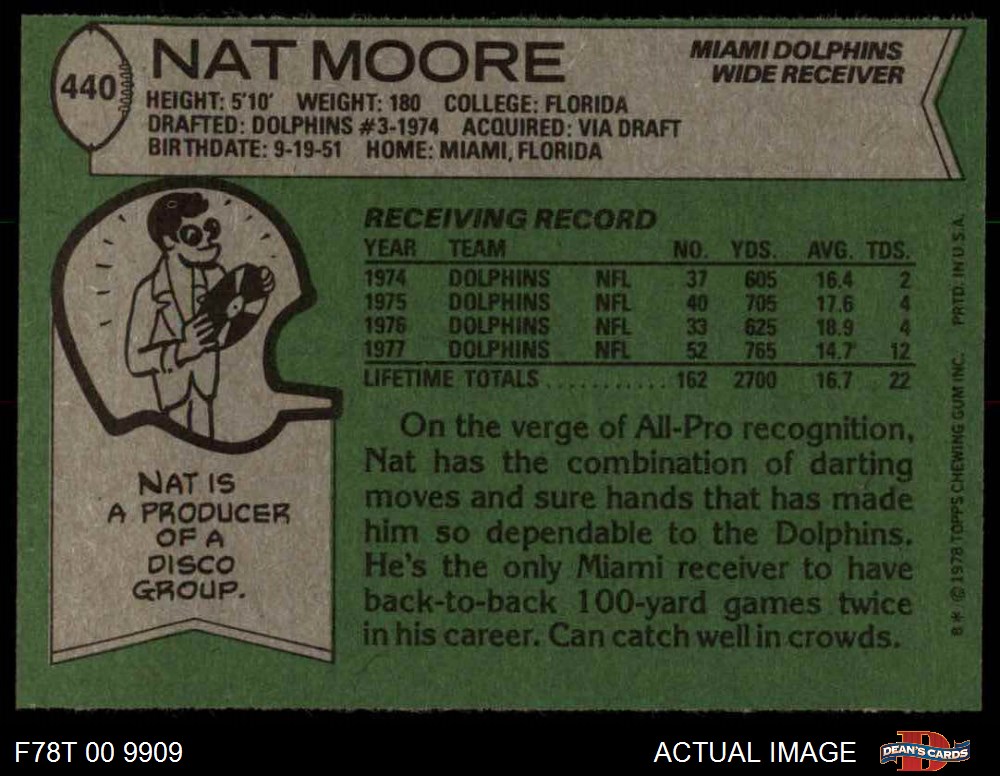 440
NAT MOORE
MIAMI DOLPHINS
WIDE RECEIVER
HEIGHT: 5'10' WEIGHT: 180 COLLEGE: FLORIDA
DRAFTED: DOLPHINS #3-1974 ACQUIRED: VIA DRAFT
BIRTHDATE: 9-19-51 HOME: MIAMI, FLORIDA
RECEIVING RECORD
YEAR TEAM NO. YDS. AVG. TDS.
1974 DOLPHINS NFL 37 605 16.4 2
1975 DOLPHINS NFL 40 705 17.6 4
1976 DOLPHINS NFL 33 625 18.9 4
1977 DOLPHINS NFL 52 765 14.7 12
LIFETIME TOTALS........... 162 2700 16.7 22
On the verge of All-Pro recognition,
Nat has the combination of darting
moves and sure hands that has made
him so dependable to the Dolphins.
He's the only Miami receiver to have
back-to-back 100-yard games twice
in his career. Can catch well in crowds.
NAT IS
A PRODUCER
OF A
DISCO
GROUP.
8* © 1978 TOPPS CHEWING GUM INC. PRTD. IN U.S.A.
F78T 00 9909
ACTUAL IMAGE
D
DEAN'S CARDS